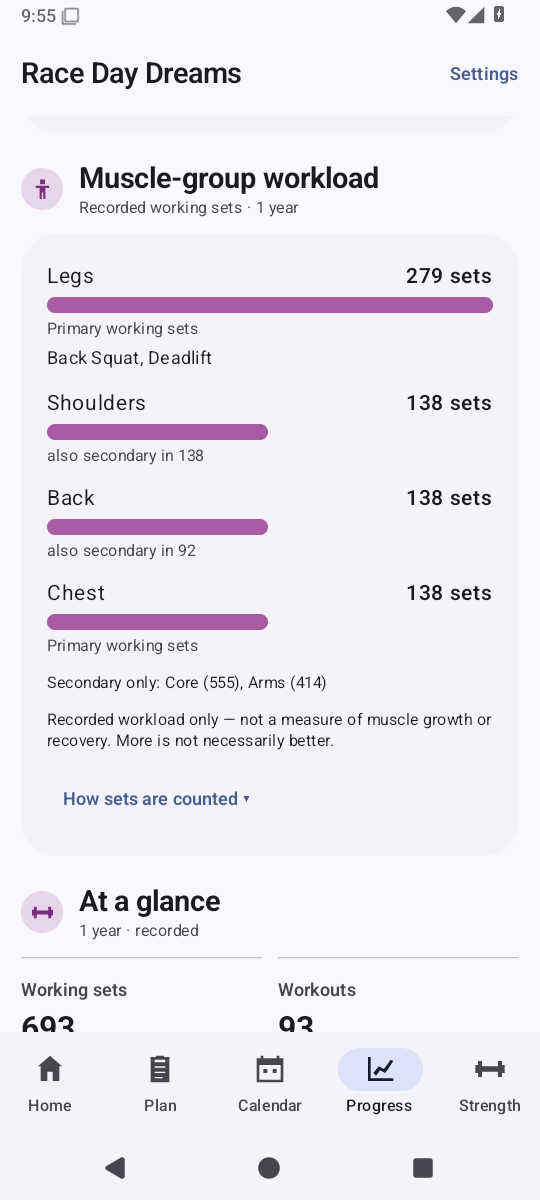 9:55
Race Day Dreams
Settings
Muscle-group workload
Recorded working sets · 1 year
Legs
279 sets
Primary working sets
Back Squat, Deadlift
Shoulders
138 sets
also secondary in 138
Back
138 sets
also secondary in 92
Chest
138 sets
Primary working sets
Secondary only: Core (555), Arms (414)
Recorded workload only — not a measure of muscle growth or
recovery. More is not necessarily better.
How sets are counted ▾
At a glance
1 year · recorded
Working sets
Workouts
693
93
Home
Plan
Calendar
Progress
Strength